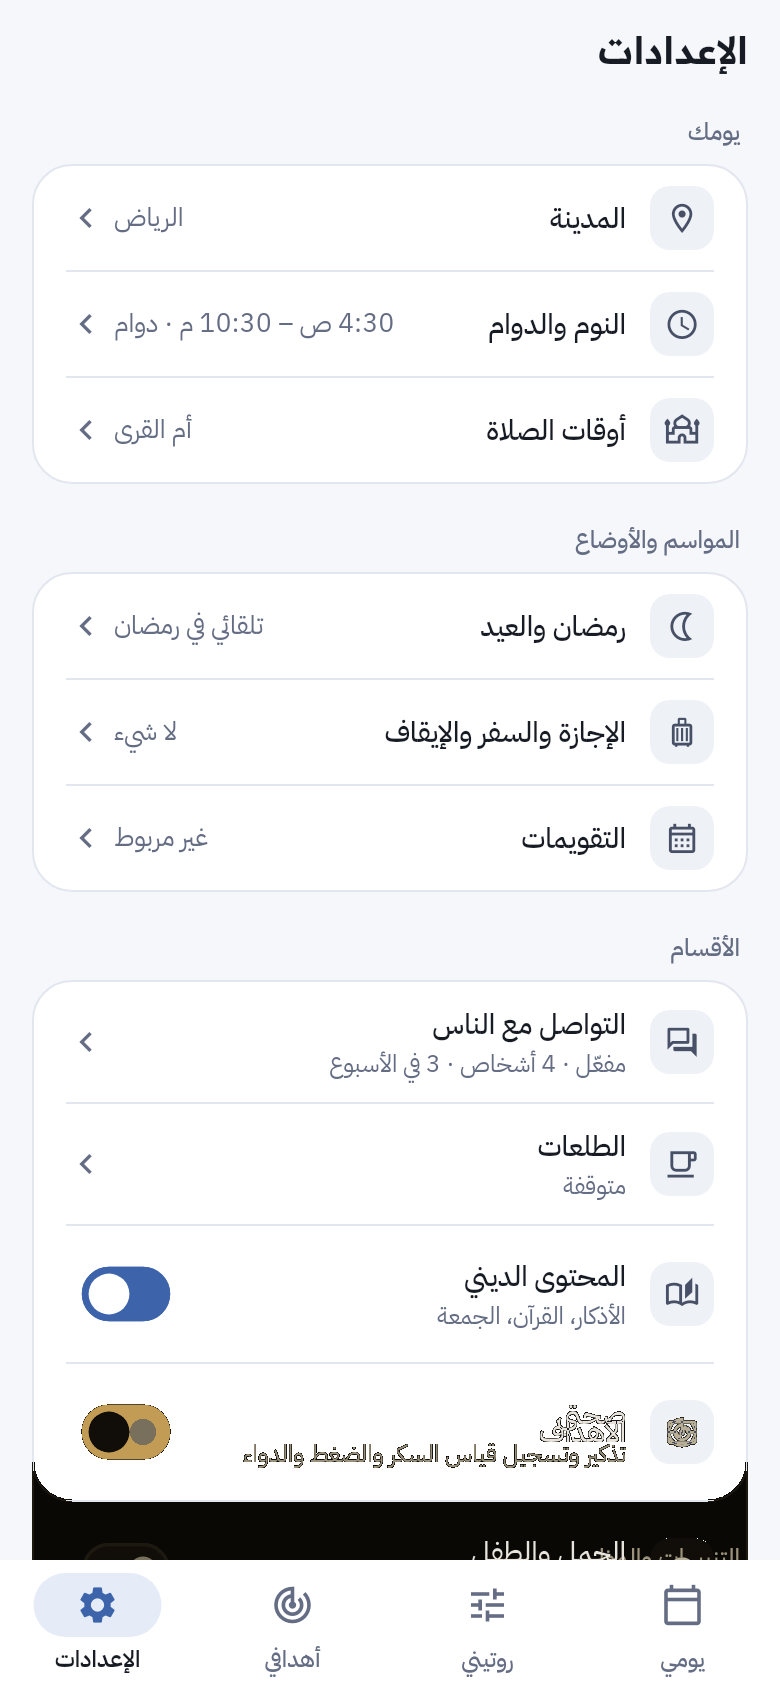 الإعدادات
يومك
المدينة
الرياض
النوم والدوام
4:30 ص – 10:30 م · دوام
أوقات الصلاة
أم القرى
المواسم والأوضاع
رمضان والعيد
تلقائي في رمضان
الإجازة والسفر والإيقاف
لا شيء
التقويمات
غير مربوط
الأقسام
التواصل مع الناس
مفعّل · 4 أشخاص · 3 في الأسبوع
الطلعات
متوقفة
المحتوى الديني
الأذكار، القرآن، الجمعة
تذكير وتسجيل قياس السكر والضغط والدواء
الحمل والطفل
يومي
روتيني
أهدافي
الإعدادات